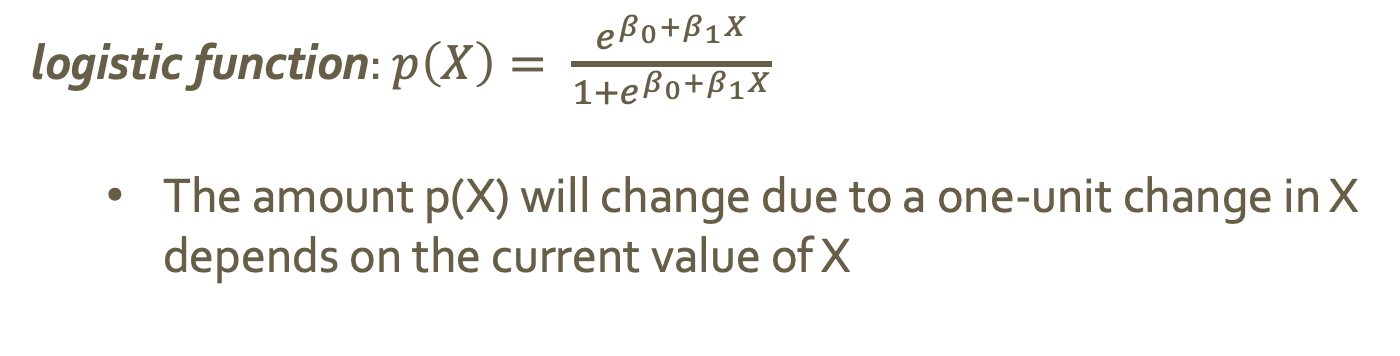 logistic function: p(X) = e^{β₀+β₁X} / 1+e^{β₀+β₁X}
• The amount p(X) will change due to a one-unit change in X
depends on the current value of X